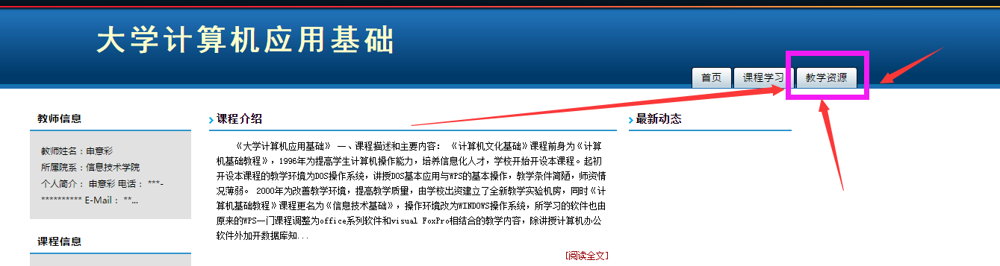 大学计算机应用基础
首页 课程学习 教学资源
教师信息
教师姓名：申意彩
所属院系：信息技术学院
个人简介： 申意彩 电话： ***-
********** E-Mail： **...
课程信息
课程介绍
《大学计算机应用基础》 一、课程描述和主要内容： 《计算机文化基础》课程前身为《计
算机基础教程》，1996年为提高学生计算机操作能力，培养信息化人才，学校开始开设本课程。起初
开设本课程的教学环境为DOS操作系统，讲授DOS基本应用与WPS的基本操作，教学条件简陋，师资情
况薄弱。 2000年为改善教学环境，提高教学质量，由学校出资建立了全新教学实验机房，同时《计
算机基础教程》课程更名为《信息技术基础》，操作环境改为WINDOWS操作系统，所学习的软件也由
原来的WPS一门课程调整为office系列软件和visual FoxPro相结合的教学内容，除讲授计算机办公
软件外加开数据库知...
[阅读全文]
最新动态